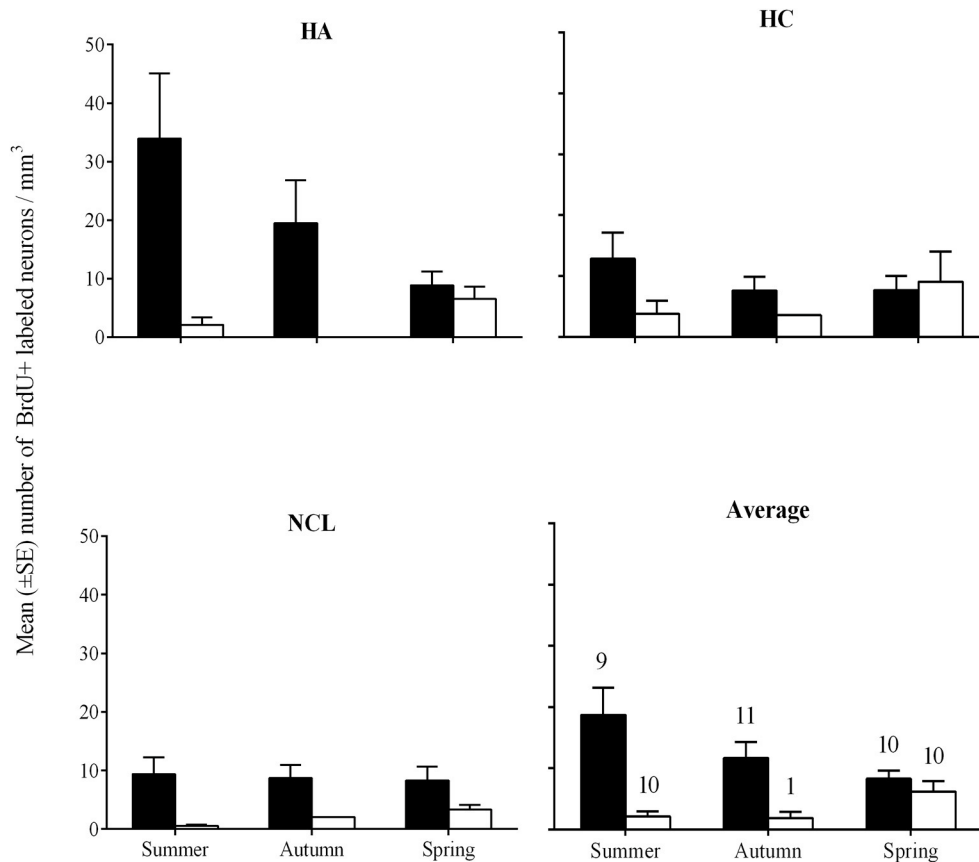 HA
HC
50
40
30
20
10
0
Mean (±SE) number of BrdU+ labeled neurons / mm³
NCL
Average
50
40
30
20
10
0
9
10
11
1
10
10
Summer Autumn Spring
Summer Autumn Spring